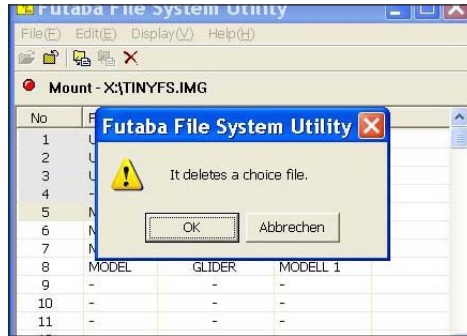 Futaba File System Utility
File(F) Edit(E) Display(V) Help(H)
Mount - X:\TINYFS.IMG
No
Futaba File System Utility
It deletes a choice file.
OK Abbrechen
1
2
3
4 -
5
6
7
8 MODEL GLIDER MODELL 1
9 - - -
10 - - -
11 - - -